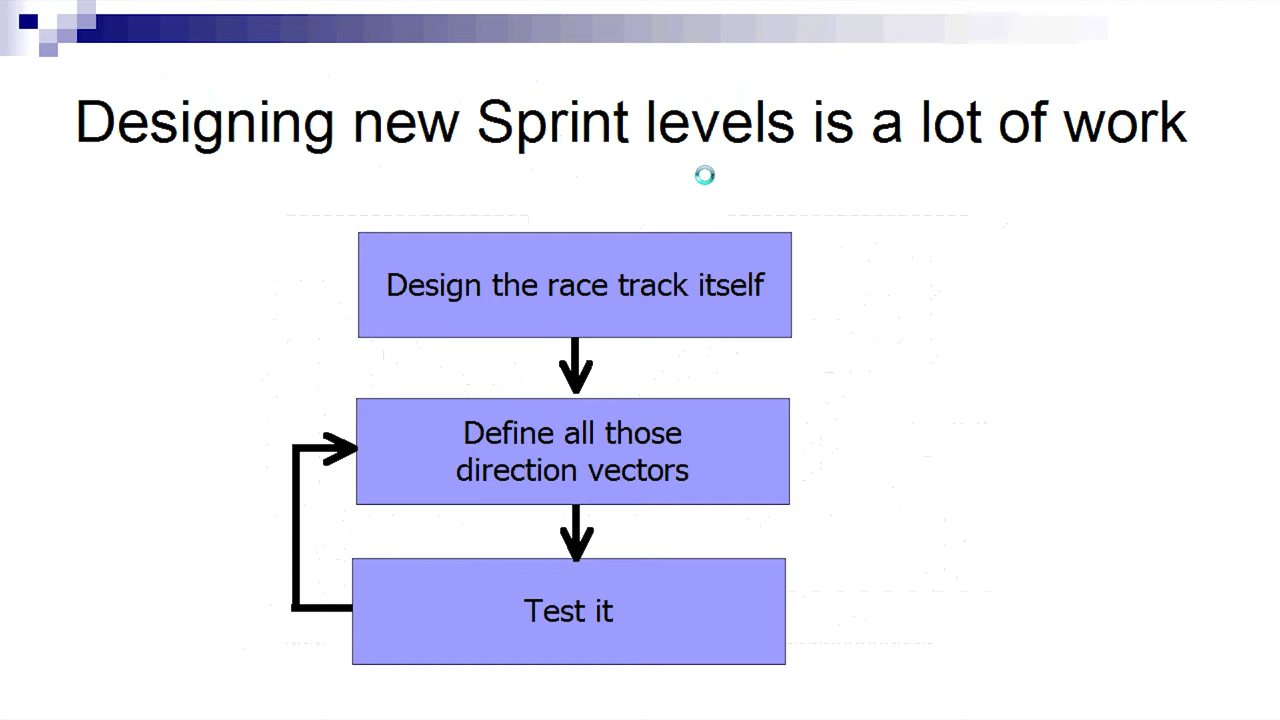 Designing new Sprint levels is a lot of work
Design the race track itself
Define all those
direction vectors
Test it